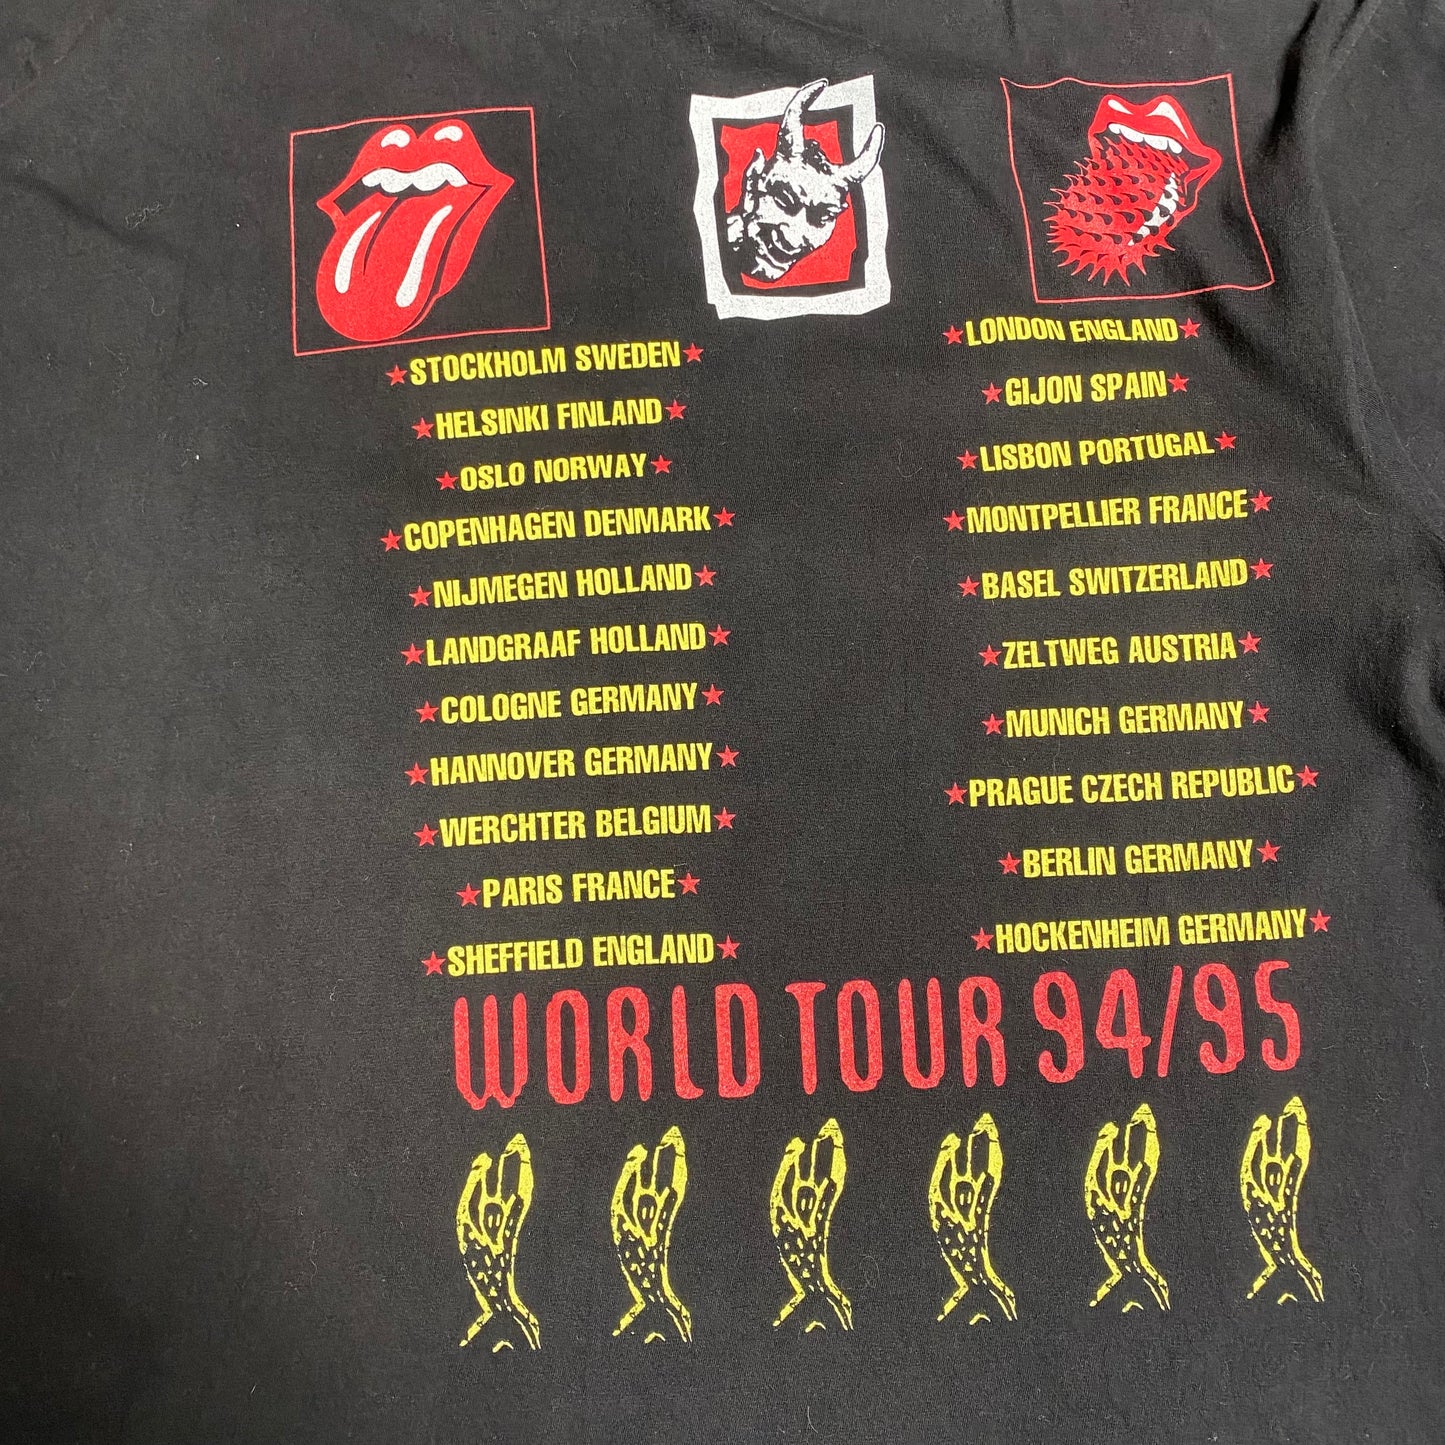 ★STOCKHOLM SWEDEN★
★HELSINKI FINLAND★
★OSLO NORWAY★
★COPENHAGEN DENMARK★
★NIJMEGEN HOLLAND★
★LANDGRAAF HOLLAND★
★COLOGNE GERMANY★
★HANNOVER GERMANY★
★WERCHTER BELGIUM★
★PARIS FRANCE★
★SHEFFIELD ENGLAND★
★LONDON ENGLAND★
★GIJON SPAIN★
★LISBON PORTUGAL★
★MONTPELLIER FRANCE★
★BASEL SWITZERLAND★
★ZELTWEG AUSTRIA★
★MUNICH GERMANY★
★PRAGUE CZECH REPUBLIC★
★BERLIN GERMANY★
★HOCKENHEIM GERMANY★
WORLD TOUR 94/95